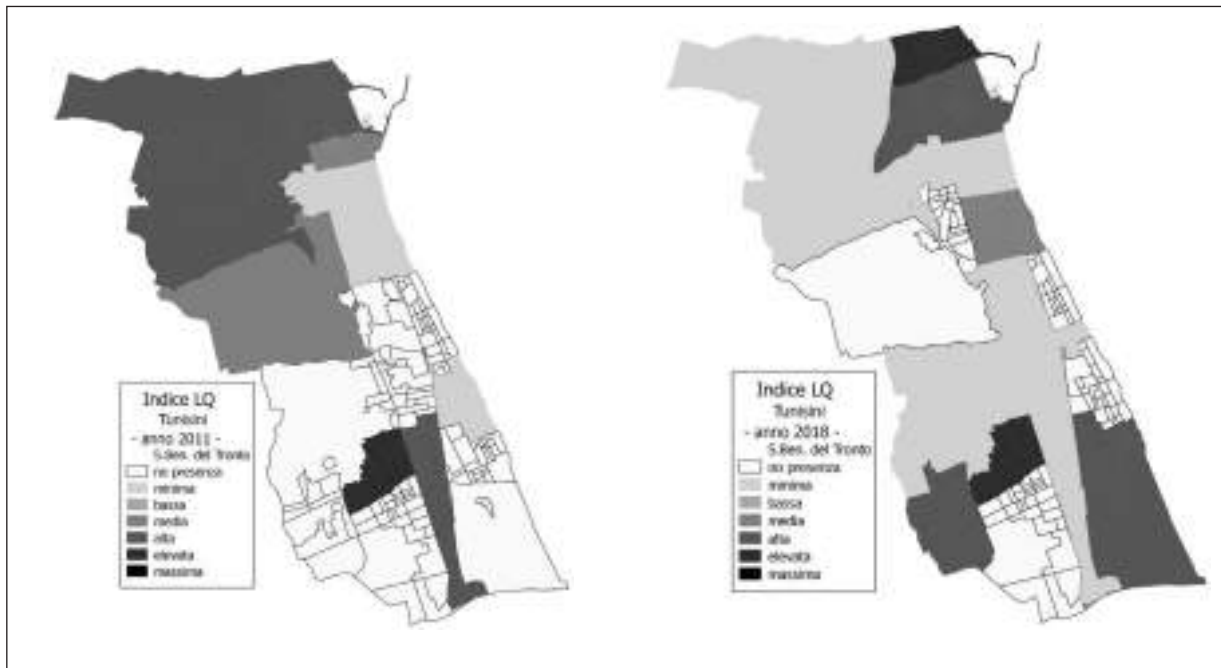 Indice LQ
Tunisini
- anno 2011 -
S.Ben. del Tronto
no presenza
minima
bassa
media
alta
elevata
massima
Indice LQ
Tunisini
- anno 2018 -
S.Ben. del Tronto
no presenza
minima
bassa
media
alta
elevata
massima